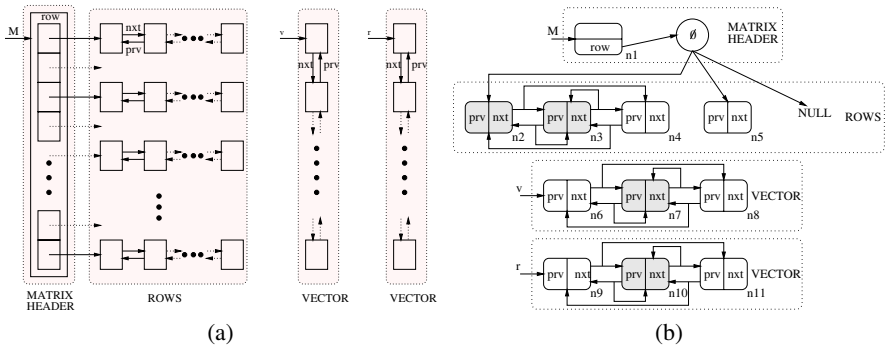 row
M
nxt
prv
v
nxt
prv
r
nxt
prv
MATRIX
HEADER
ROWS
VECTOR
VECTOR
(a)
M
row
n1
Ø
MATRIX
HEADER
prv nxt
n2
prv nxt
n3
prv nxt
n4
prv nxt
n5
NULL
ROWS
v
prv nxt
n6
prv nxt
n7
prv nxt
n8
VECTOR
r
prv nxt
n9
prv nxt
n10
prv nxt
n11
VECTOR
(b)